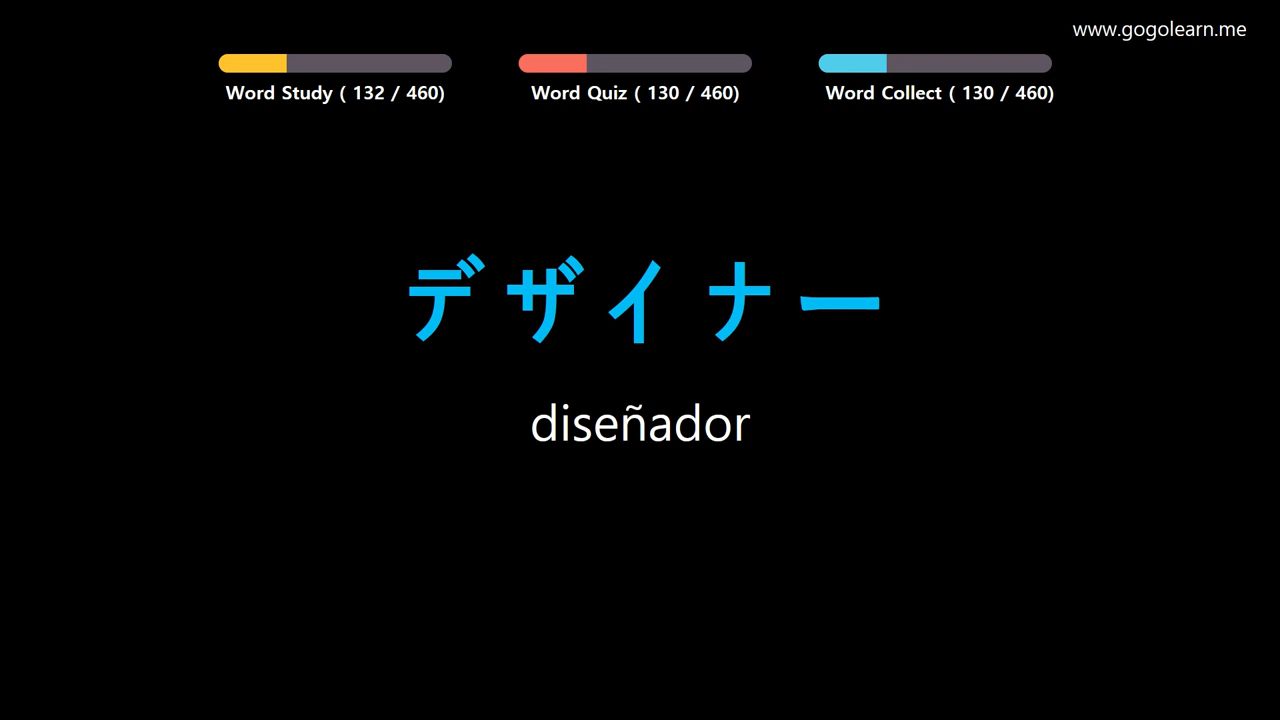 www.gogolearn.me
Word Study ( 132 / 460)
Word Quiz ( 130 / 460)
Word Collect ( 130 / 460)
デザイナー
diseñador